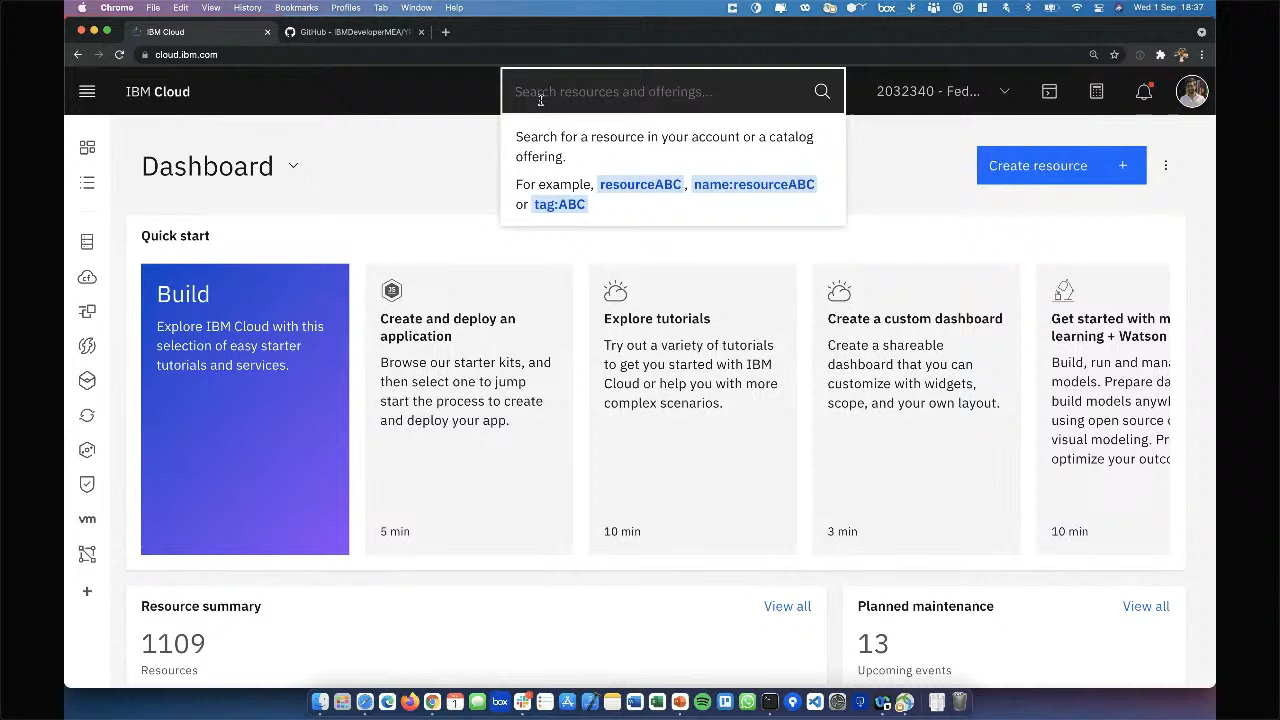 Chrome File Edit View History Bookmarks Profiles Tab Window Help
Wed 1 Sep 18:37
IBM Cloud
GitHub - IBMDeveloperMEA/
cloud.ibm.com
IBM Cloud
Search resources and offerings...
2032340 - Fed...
Search for a resource in your account or a catalog
offering.
For example, resourceABC, name:resourceABC
or tag:ABC
Dashboard
Create resource +
Quick start
Build
Explore IBM Cloud with this
selection of easy starter
tutorials and services.
JS
Create and deploy an
application
Browse our starter kits, and
then select one to jump
start the process to create
and deploy your app.
5 min
Explore tutorials
Try out a variety of tutorials
to get you started with IBM
Cloud or help you with more
complex scenarios.
10 min
Create a custom dashboard
Create a shareable
dashboard that you can
customize with widgets,
scope, and your own layout.
3 min
Get started with m
learning + Watson
Build, run and mana
models. Prepare da
build models anywh
using open source o
visual modeling. Pr
optimize your outco
10 min
cf
vm
Resource summary
View all
1109
Resources
Planned maintenance
View all
13
Upcoming events
box